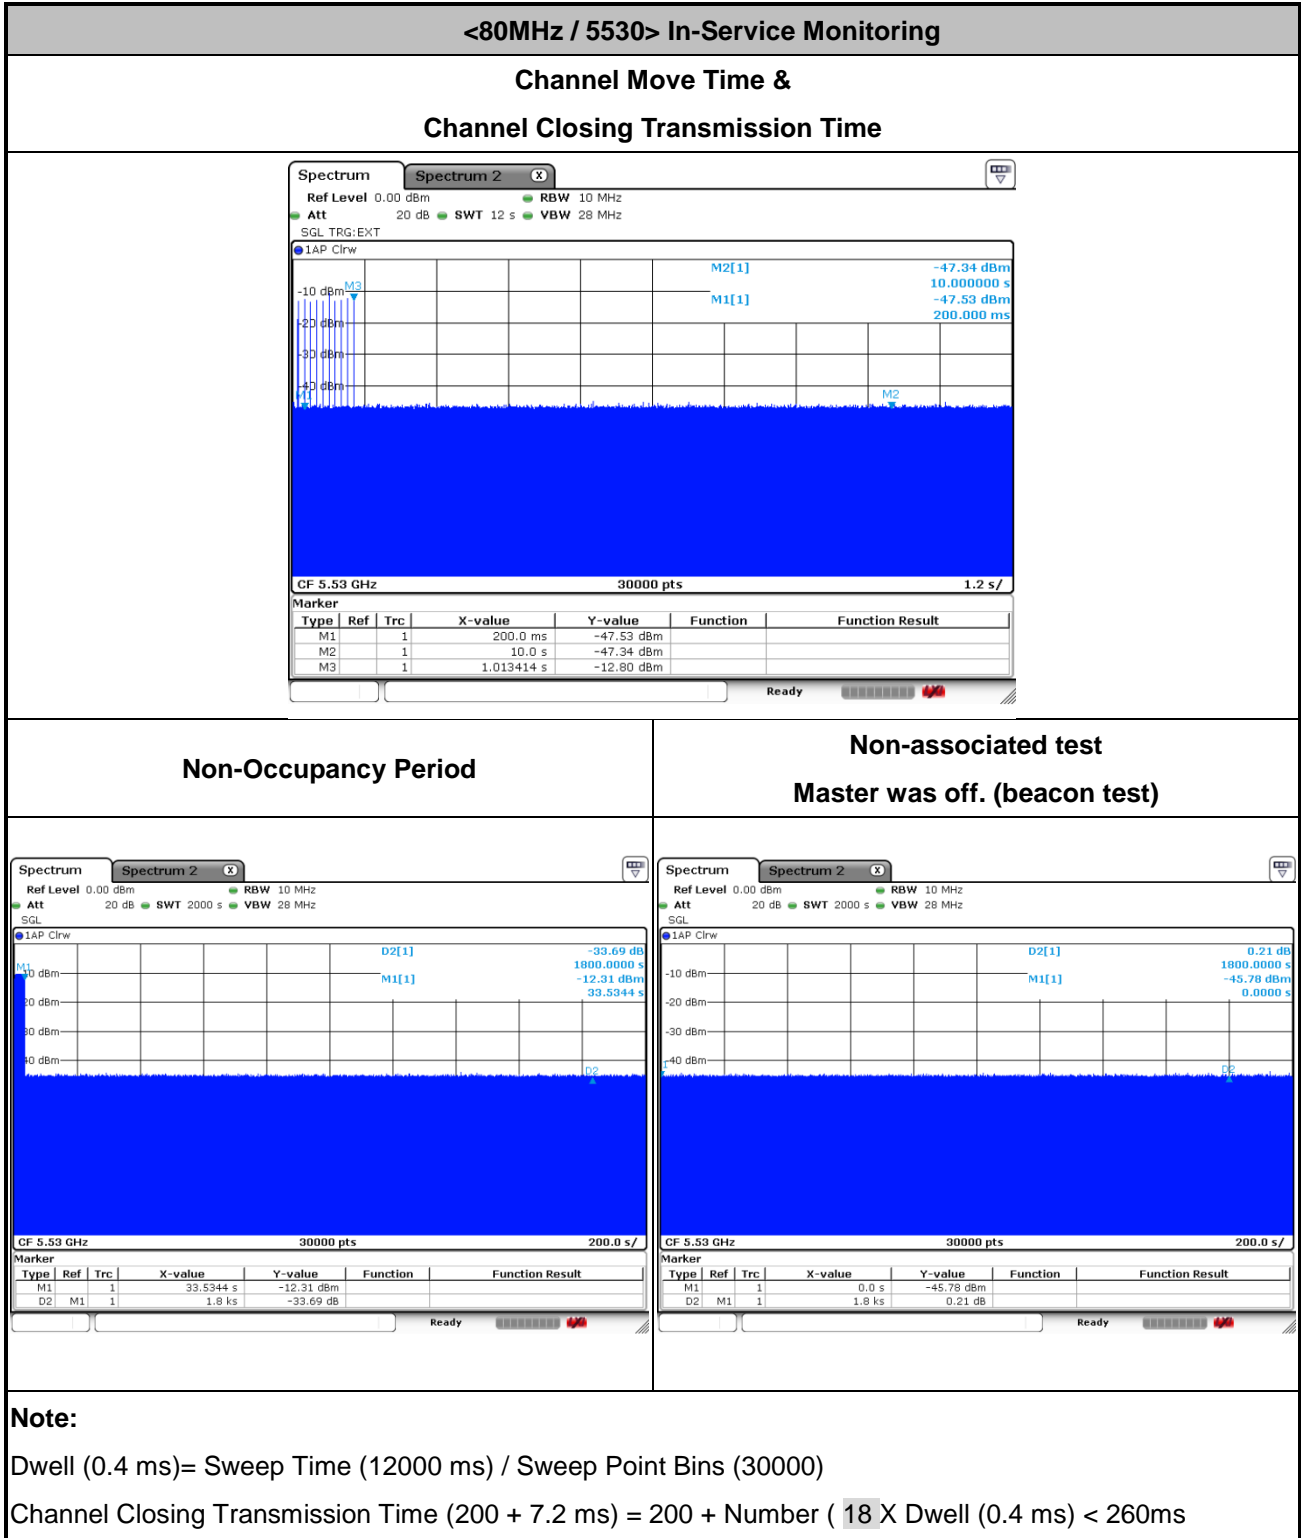 <80MHz / 5530> In-Service Monitoring
Channel Move Time &
Channel Closing Transmission Time
Spectrum
Spectrum 2
X
Ref Level 0.00 dBm
RBW 10 MHz
Att 20 dB
SWT 12 s
VBW 28 MHz
SGL TRG:EXT
1AP Clrw
M2[1] -47.34 dBm
10.000000 s
M1[1] -47.53 dBm
200.000 ms
-10 dBm
M3
-20 dBm
-30 dBm
-40 dBm
M1
M2
CF 5.53 GHz 30000 pts 1.2 s/
Marker
Type Ref Trc X-value Y-value Function Function Result
M1 1 200.0 ms -47.53 dBm
M2 1 10.0 s -47.34 dBm
M3 1 1.013414 s -12.80 dBm
Ready
Non-Occupancy Period
Non-associated test
Master was off. (beacon test)
Spectrum
Spectrum 2
X
Ref Level 0.00 dBm
RBW 10 MHz
Att 20 dB
SWT 2000 s
VBW 28 MHz
SGL
1AP Clrw
D2[1] -33.69 dB
1800.0000 s
M1[1] -12.31 dBm
33.5344 s
M1
D2
CF 5.53 GHz 30000 pts 200.0 s/
Marker
Type Ref Trc X-value Y-value Function Function Result
M1 1 33.5344 s -12.31 dBm
D2 M1 1 1.8 ks -33.69 dB
Ready
Spectrum
Spectrum 2
X
Ref Level 0.00 dBm
RBW 10 MHz
Att 20 dB
SWT 2000 s
VBW 28 MHz
SGL
1AP Clrw
D2[1] 0.21 dB
1800.0000 s
M1[1] -45.78 dBm
0.0000 s
-10 dBm
-20 dBm
-30 dBm
-40 dBm
D2
CF 5.53 GHz 30000 pts 200.0 s/
Marker
Type Ref Trc X-value Y-value Function Function Result
M1 1 0.0 s -45.78 dBm
D2 M1 1 1.8 ks 0.21 dB
Ready
Note:
Dwell (0.4 ms)= Sweep Time (12000 ms) / Sweep Point Bins (30000)
Channel Closing Transmission Time (200 + 7.2 ms) = 200 + Number ( 18 X Dwell (0.4 ms) < 260ms